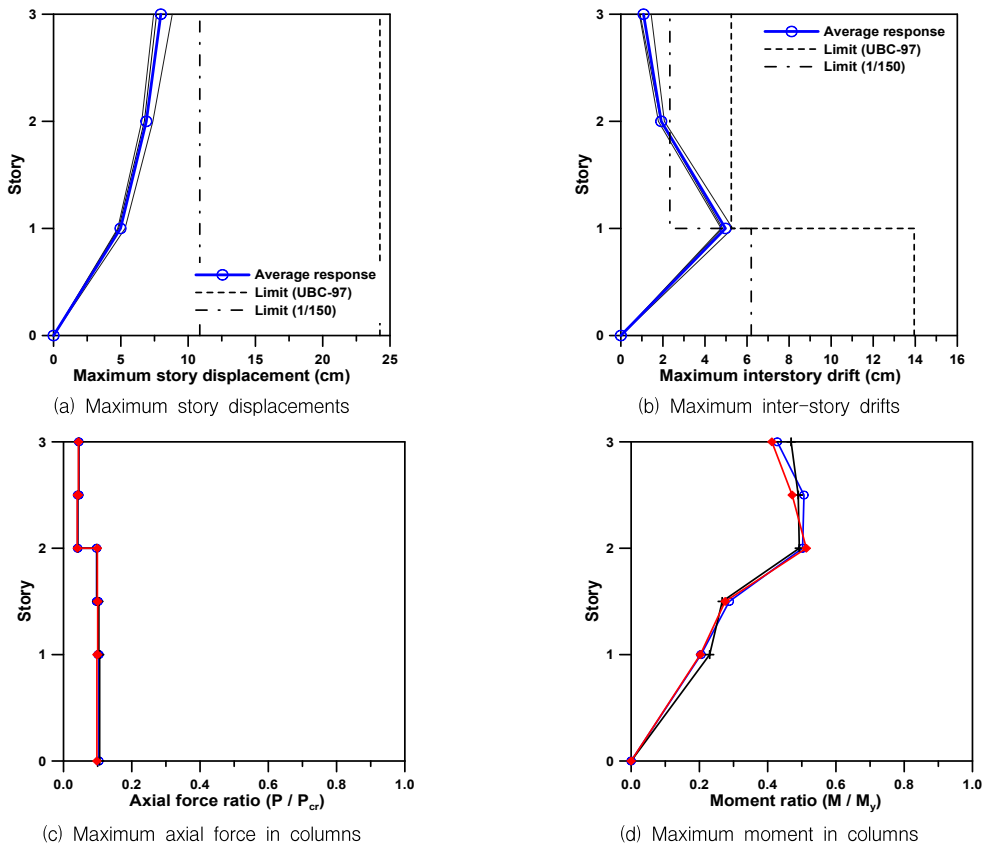 3
2
1
0
Story
Average response
Limit (UBC-97)
Limit (1/150)
0 5 10 15 20 25
Maximum story displacement (cm)
(a) Maximum story displacements
3
2
1
0
Story
Average response
Limit (UBC-97)
Limit (1/150)
0 2 4 6 8 10 12 14 16
Maximum interstory drift (cm)
(b) Maximum inter-story drifts
3
2
1
0
Story
0.0 0.2 0.4 0.6 0.8 1.0
Axial force ratio (P / Pcr)
(c) Maximum axial force in columns
3
2
1
0
Story
0.0 0.2 0.4 0.6 0.8 1.0
Moment ratio (M / My)
(d) Maximum moment in columns